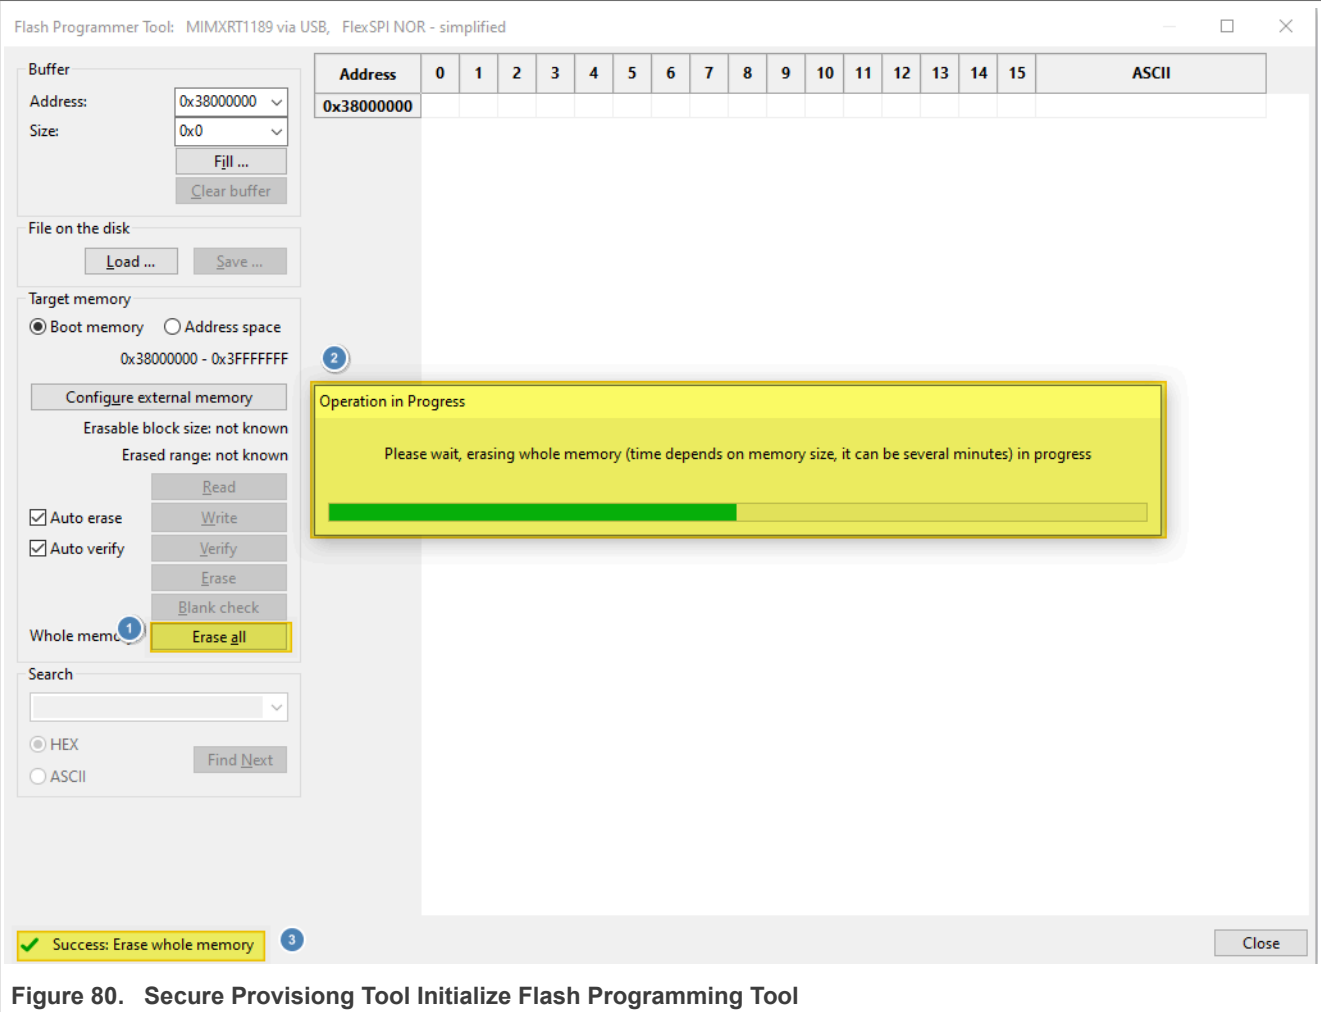 Flash Programmer Tool:   MIMXRT1189 via USB,   FlexSPI NOR - simplified
Buffer
Address: 0x38000000
Size: 0x0
Fill ...
Clear buffer
File on the disk
Load ... Save ...
Target memory
Boot memory Address space
0x38000000 - 0x3FFFFFFF
Configure external memory
Erasable block size: not known
Erased range: not known
Read
Auto erase Write
Auto verify Verify
Erase
Blank check
Whole 1 Erase all
Search
HEX
Find Next
ASCII
Address 0 1 2 3 4 5 6 7 8 9 10 11 12 13 14 15 ASCII
0x38000000
2
Operation in Progress
Please wait, erasing whole memory (time depends on memory size, it can be several minutes) in progress
Success: Erase whole memory 3
Close
Figure 80.   Secure Provisiong Tool Initialize Flash Programming Tool